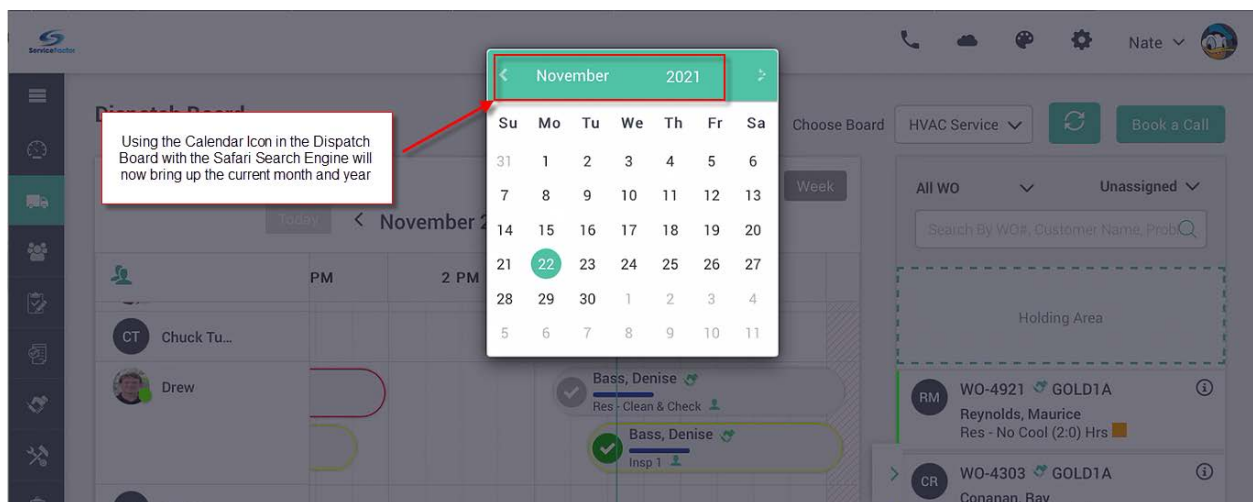 ServiceFactor
Nate
Dispatch Board
Using the Calendar Icon in the Dispatch
Board with the Safari Search Engine will
now bring up the current month and year
November 2021
Su Mo Tu We Th Fr Sa
31 1 2 3 4 5 6
7 8 9 10 11 12 13
14 15 16 17 18 19 20
21 22 23 24 25 26 27
28 29 30 1 2 3 4
5 6 7 8 9 10 11
Choose Board
HVAC Service
Book a Call
Week
Today
< November 2
PM
2 PM
CT
Chuck Tu...
Drew
Bass, Denise
Res - Clean & Check
Bass, Denise
Insp 1
All WO
Unassigned
Search By WO#, Customer Name, Prob
Holding Area
RM
WO-4921 GOLD1A
Reynolds, Maurice
Res - No Cool (2:0) Hrs
CR
WO-4303 GOLD1A
Conanan, Ray